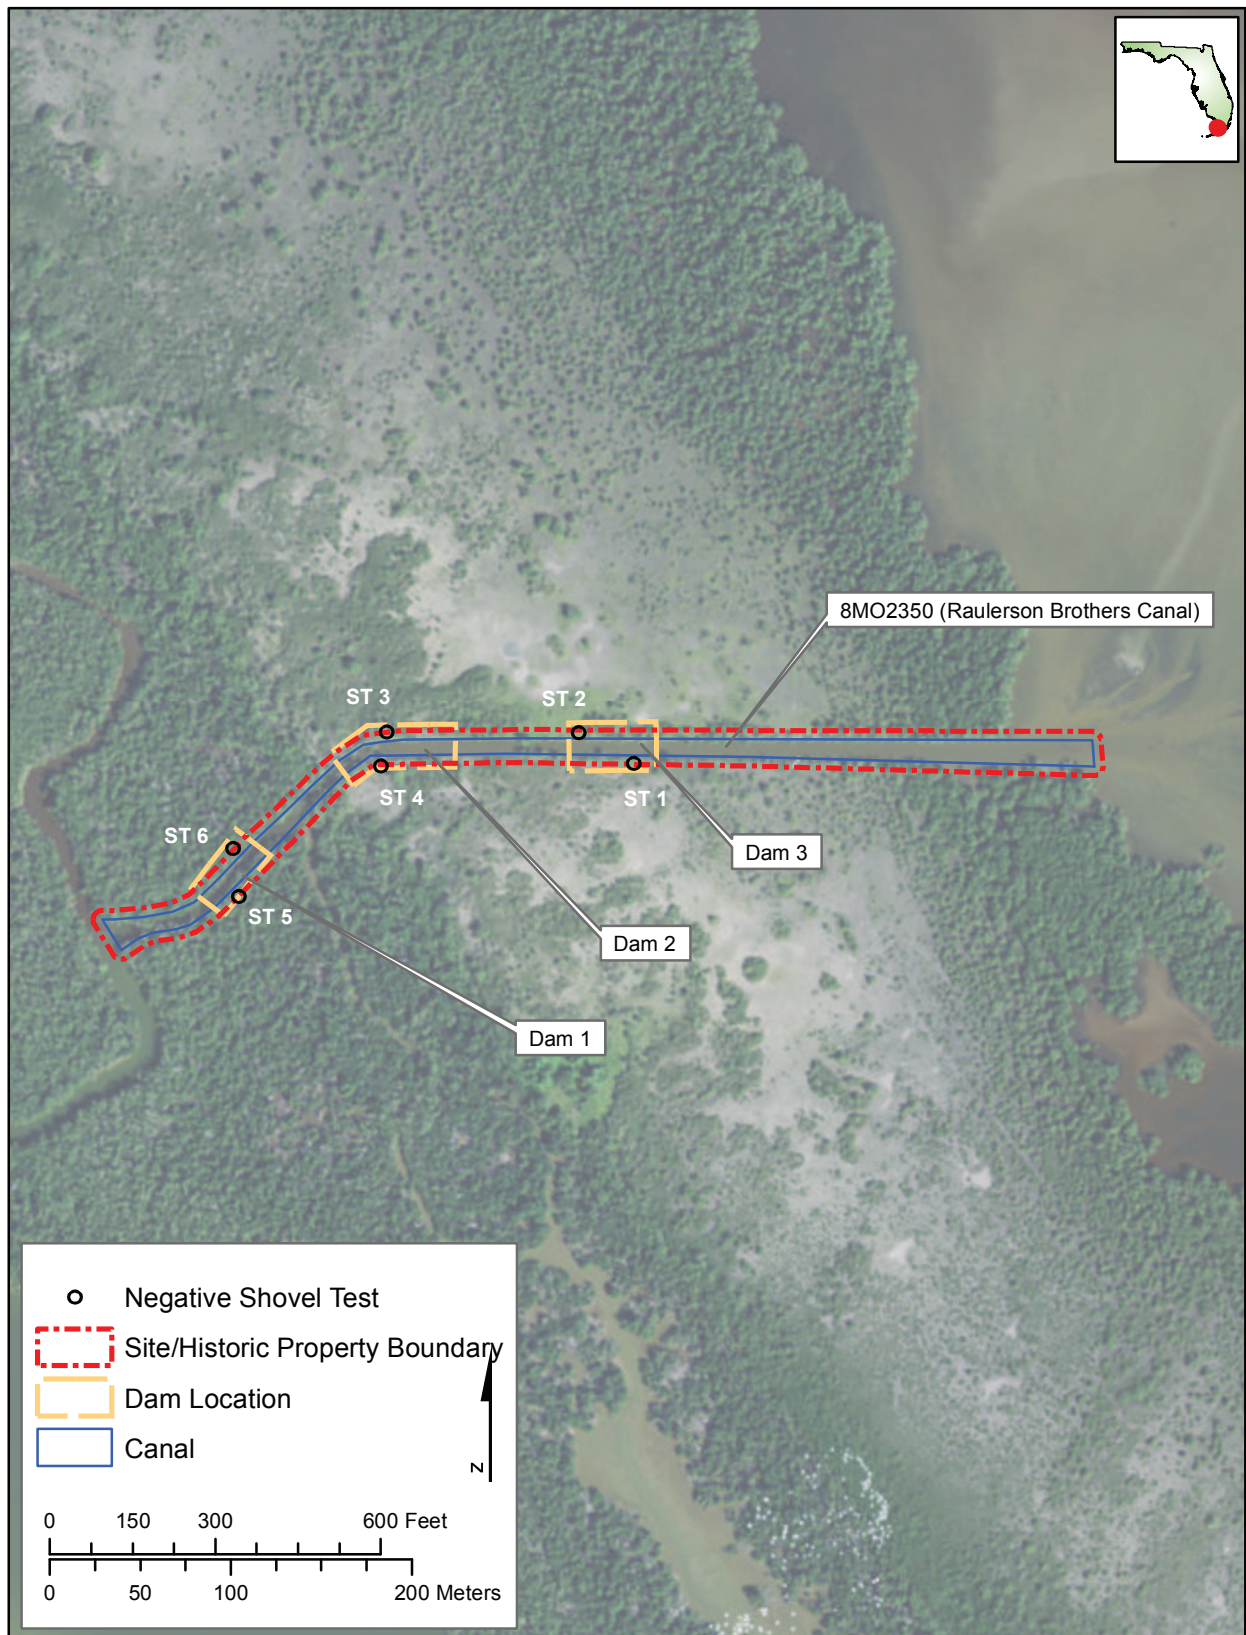 8MO2350 (Raulerson Brothers Canal)
ST 3
ST 2
ST 4
ST 1
ST 6
Dam 3
ST 5
Dam 2
Dam 1
Negative Shovel Test
Site/Historic Property Boundary
Dam Location
Canal
N
0 150 300 600 Feet
0 50 100 200 Meters